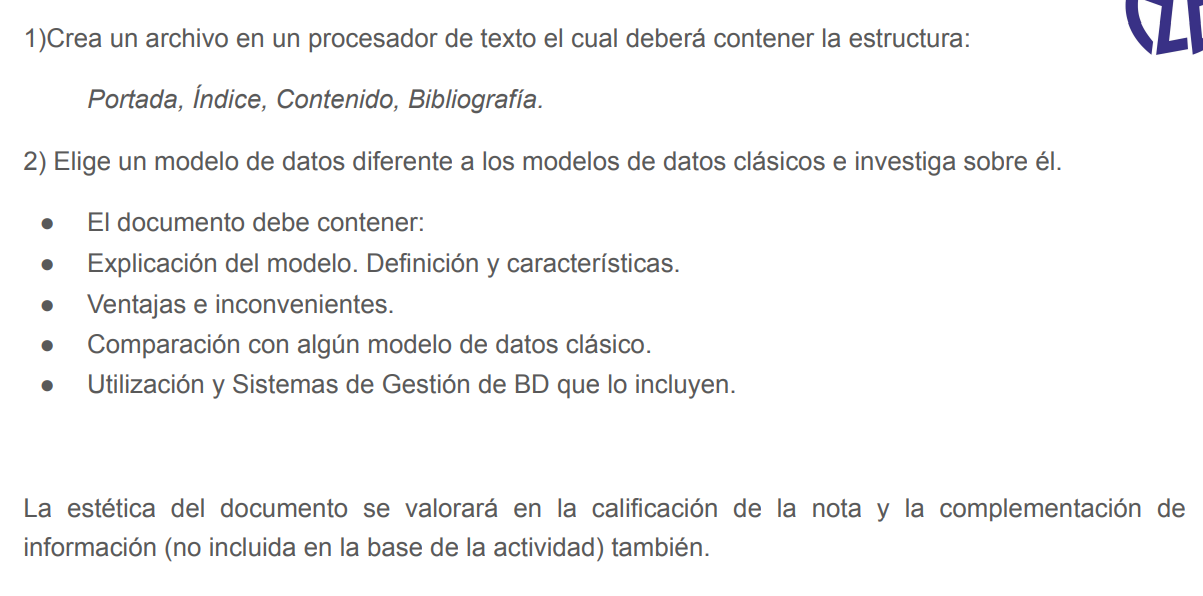 1)Crea un archivo en un procesador de texto el cual deberá contener la estructura:
Portada, Índice, Contenido, Bibliografía.
2) Elige un modelo de datos diferente a los modelos de datos clásicos e investiga sobre él.
● El documento debe contener:
● Explicación del modelo. Definición y características.
● Ventajas e inconvenientes.
● Comparación con algún modelo de datos clásico.
● Utilización y Sistemas de Gestión de BD que lo incluyen.
La estética del documento se valorará en la calificación de la nota y la complementación de
información (no incluida en la base de la actividad) también.